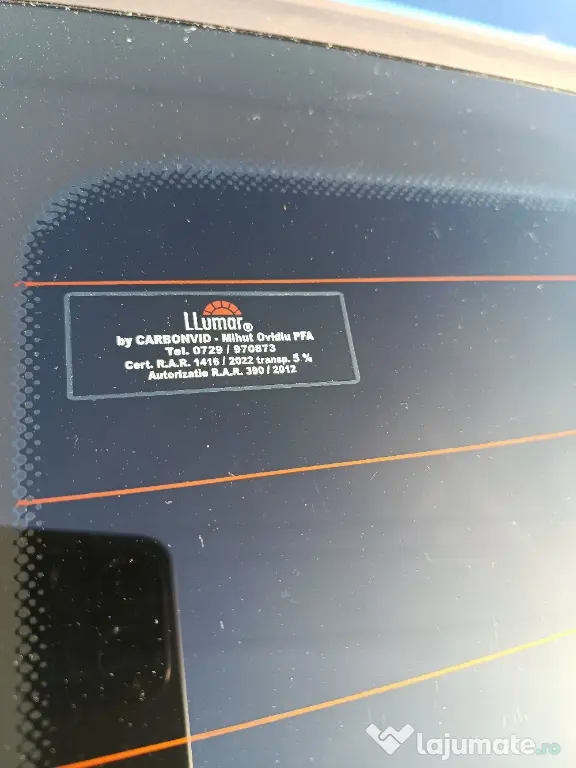 LLumar®
by CARBONVID - Mihut Ovidiu PFA
Tel. 0729 / 970873
Cert. R.A.R. 1416 / 2022 transp. 5 %
Autorizatie R.A.R. 390 / 2012
lajumate.ro